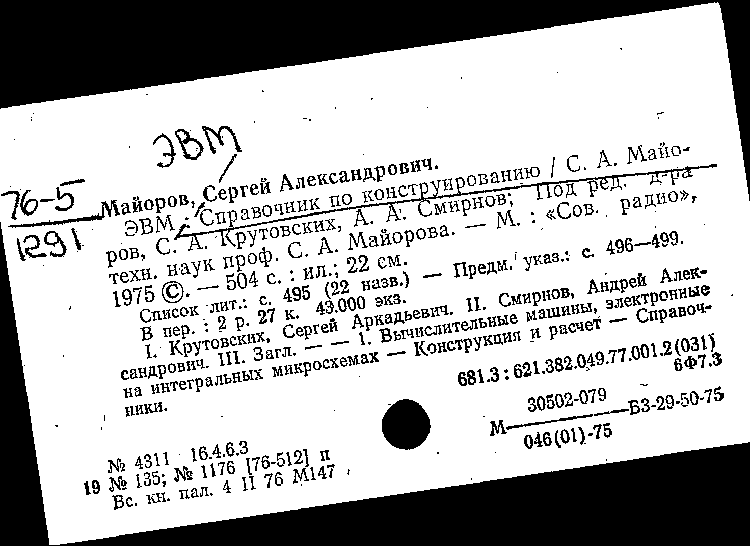 ЭВМ
76-5
1291
Майоров, Сергей Александрович.
ЭВМ : Справочник по конструированию / С. А. Майо-
ров, С. А. Крутовских, А. А. Смирнов; Под ред. д-ра
техн. наук проф. С. А. Майорова. — М. : «Сов. радио»,
1975 ©. — 504 с. : ил.; 22 см.
Список лит.: с. 495 (22 назв.) — Предм. указ.: с. 496—499.
В пер. : 2 р. 27 к. 43.000 экз.
I. Крутовских, Сергей Аркадьевич. II. Смирнов, Андрей Алек-
сандрович. III. Загл. — — 1. Вычислительные машины, электронные
на интегральных микросхемах — Конструкция и расчет — Справоч-
ники.
681.3 : 621.382.049.77.001.2(031)
6Ф7.3
30502-079
М — БЗ-29-50-75
046(01)-75
№ 4311 16.4.6.3
19 № 135; № 1176 [76-512] п
Вс. кн. пал. 4 II 76 М147